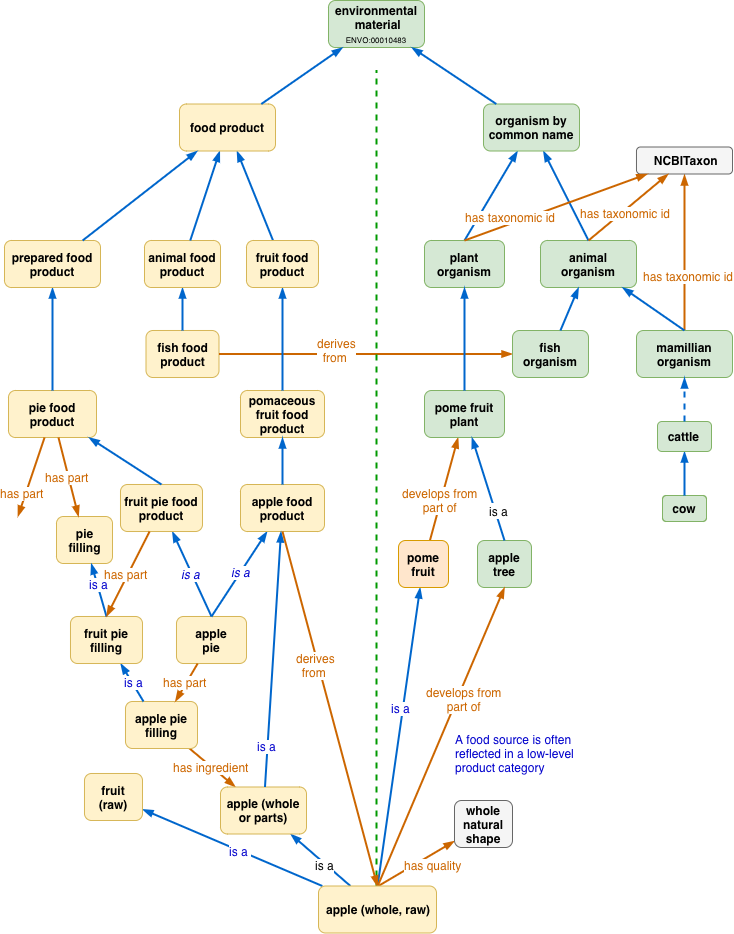 environmental
material
ENVO:00010483
food product
organism by
common name
NCBITaxon
has taxonomic id
has taxonomic id
prepared food
product
animal food
product
fruit food
product
plant
organism
animal
organism
has taxonomic id
fish food
product
derives
from
fish
organism
mamillian
organism
pie food
product
pomaceous
fruit food
product
pome fruit
plant
cattle
has part
has part
fruit pie food
product
apple food
product
develops from
part of
is a
cow
pie
filling
pome
fruit
apple
tree
has part
is a
is a
is a
fruit pie
filling
apple
pie
derives
from
is a
has part
develops from
part of
is a
apple pie
filling
is a
A food source is often
reflected in a low-level
product category
has ingredient
fruit
(raw)
apple (whole
or parts)
whole
natural
shape
is a
is a
has quality
apple (whole, raw)